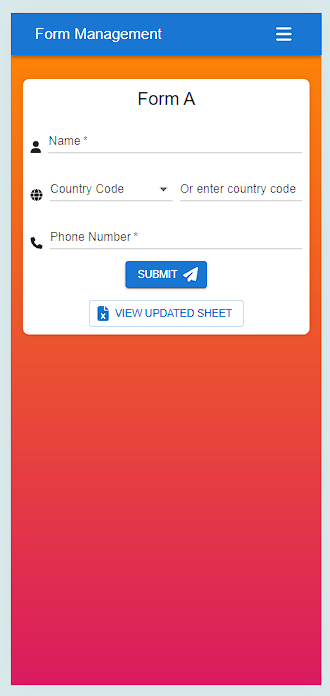 Form Management
Form A
Name *
Country Code
Or enter country code
Phone Number *
SUBMIT
VIEW UPDATED SHEET